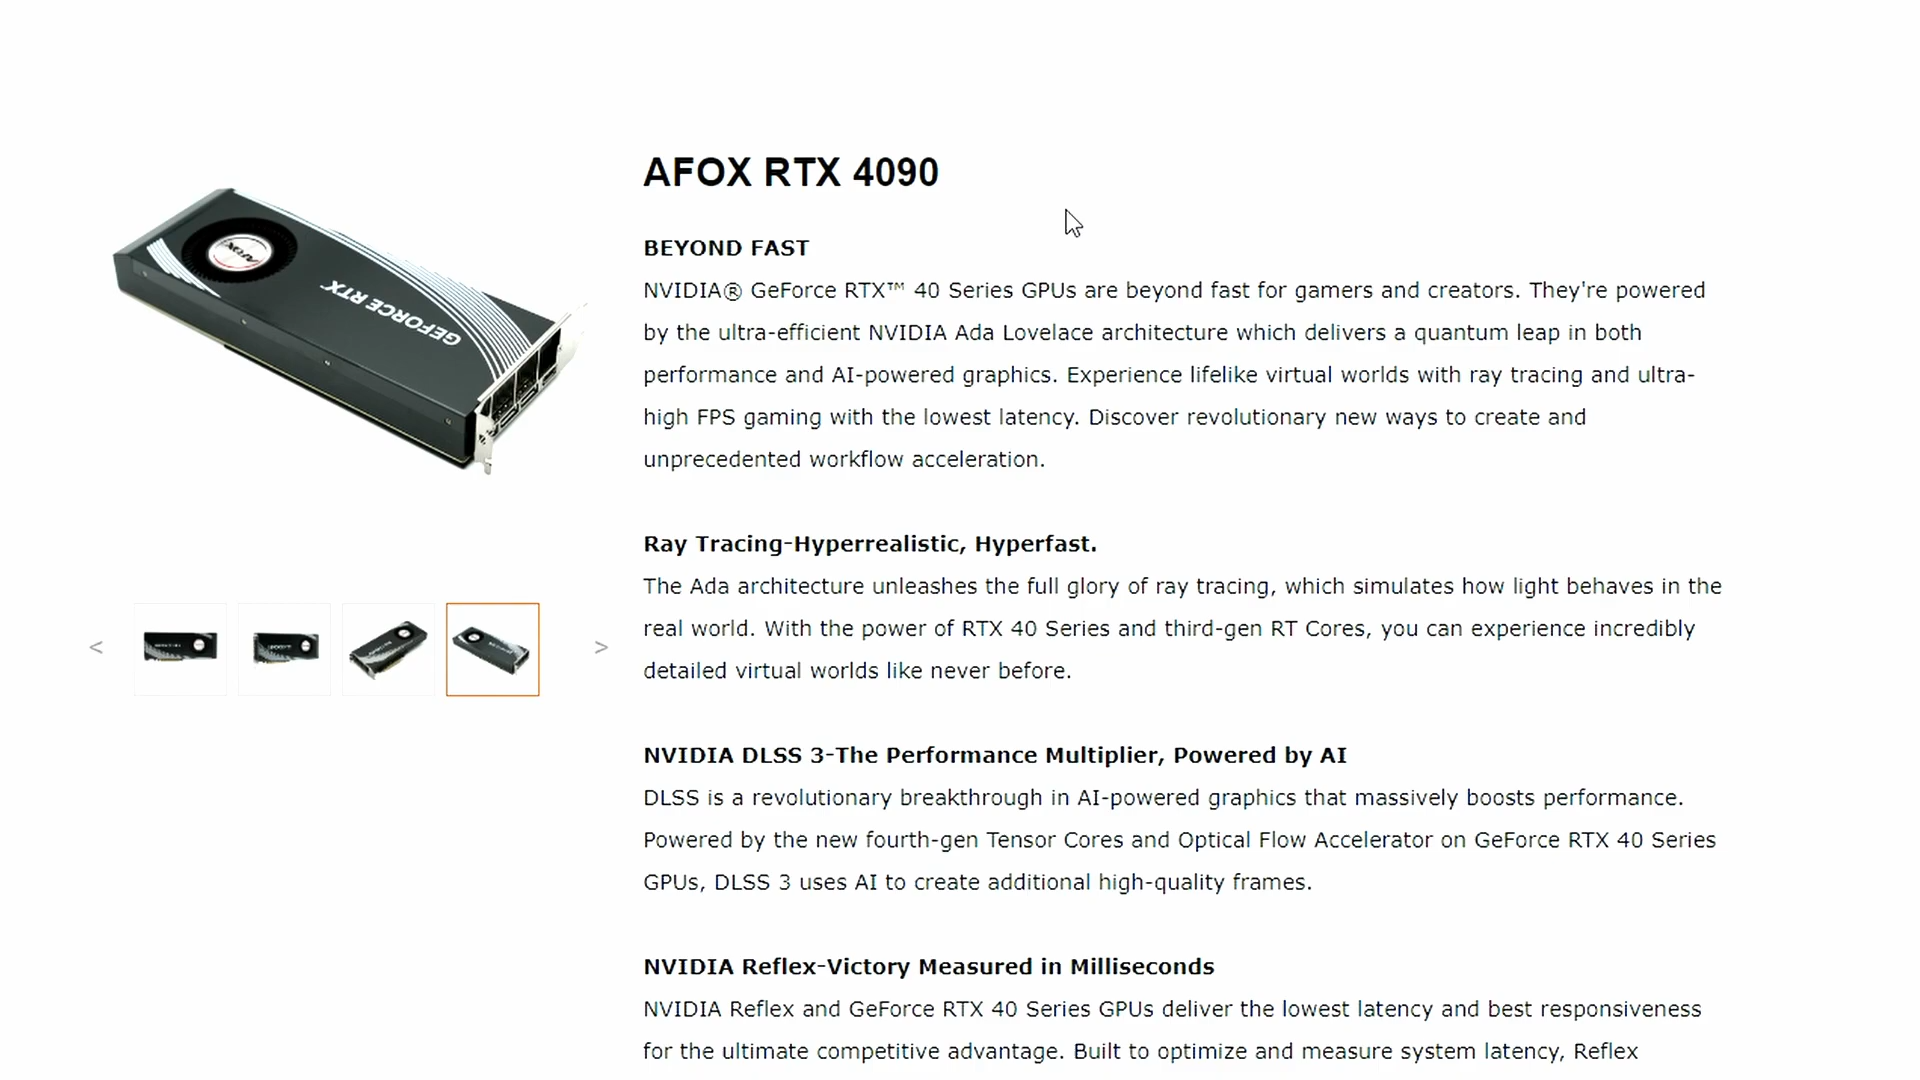 AFOX RTX 4090
BEYOND FAST
NVIDIA® GeForce RTX™ 40 Series GPUs are beyond fast for gamers and creators. They're powered
by the ultra-efficient NVIDIA Ada Lovelace architecture which delivers a quantum leap in both
performance and AI-powered graphics. Experience lifelike virtual worlds with ray tracing and ultra-
high FPS gaming with the lowest latency. Discover revolutionary new ways to create and
unprecedented workflow acceleration.
Ray Tracing-Hyperrealistic, Hyperfast.
The Ada architecture unleashes the full glory of ray tracing, which simulates how light behaves in the
real world. With the power of RTX 40 Series and third-gen RT Cores, you can experience incredibly
detailed virtual worlds like never before.
NVIDIA DLSS 3-The Performance Multiplier, Powered by AI
DLSS is a revolutionary breakthrough in AI-powered graphics that massively boosts performance.
Powered by the new fourth-gen Tensor Cores and Optical Flow Accelerator on GeForce RTX 40 Series
GPUs, DLSS 3 uses AI to create additional high-quality frames.
NVIDIA Reflex-Victory Measured in Milliseconds
NVIDIA Reflex and GeForce RTX 40 Series GPUs deliver the lowest latency and best responsiveness
for the ultimate competitive advantage. Built to optimize and measure system latency, Reflex
AFOX
GEFORCE RTX
< >